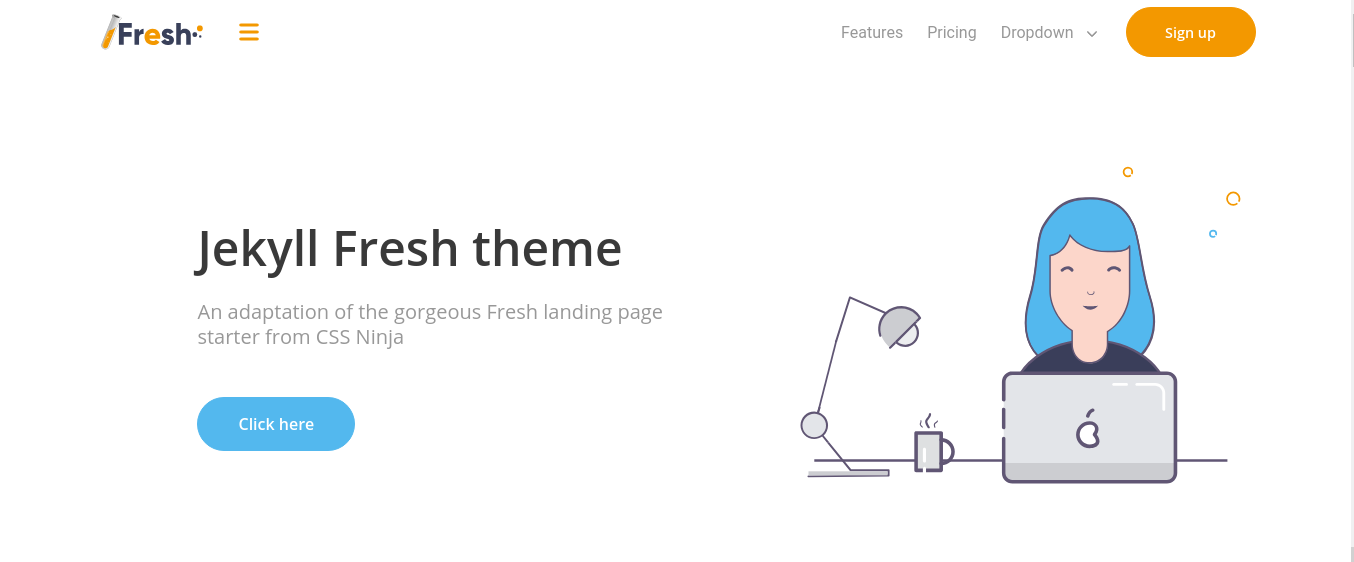 Fresh
Features Pricing Dropdown Sign up
Jekyll Fresh theme
An adaptation of the gorgeous Fresh landing page
starter from CSS Ninja
Click here